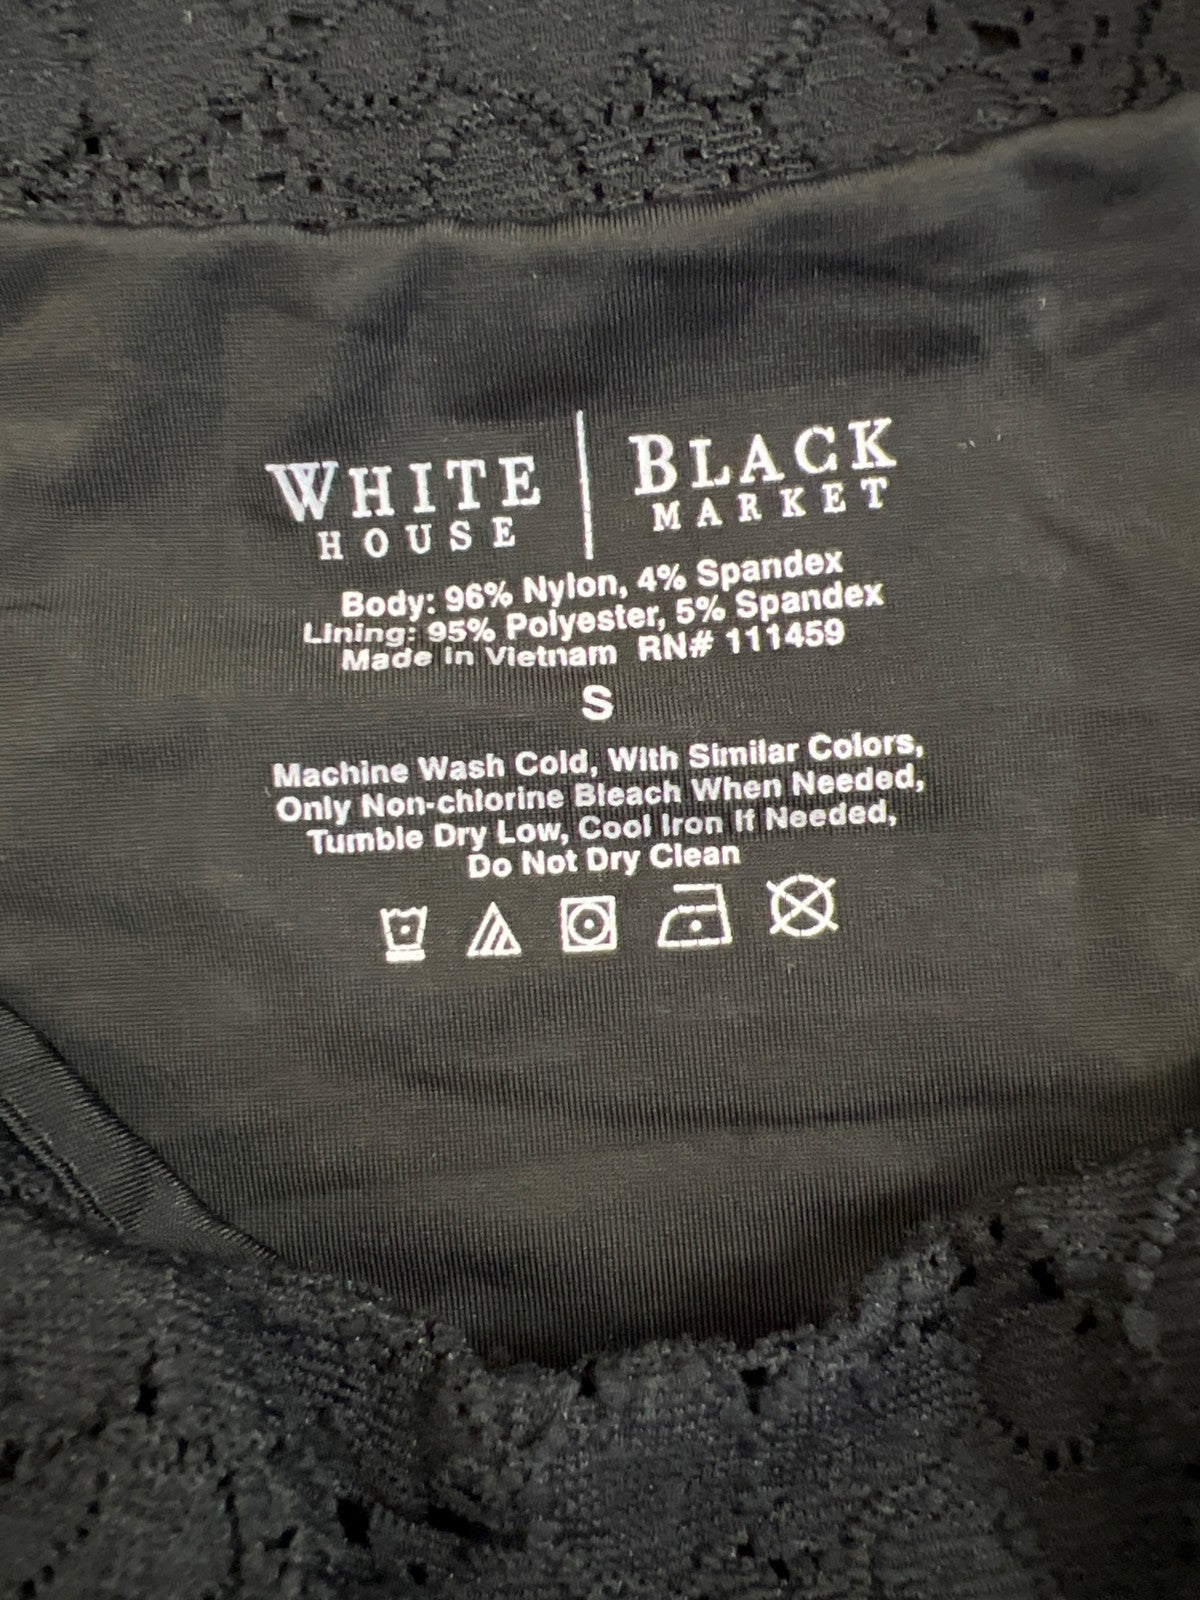 WHITE HOUSE | BLACK MARKET
Body: 96% Nylon, 4% Spandex
Lining: 95% Polyester, 5% Spandex
Made In Vietnam RN# 111459
S
Machine Wash Cold, With Similar Colors,
Only Non-chlorine Bleach When Needed,
Tumble Dry Low, Cool Iron If Needed,
Do Not Dry Clean